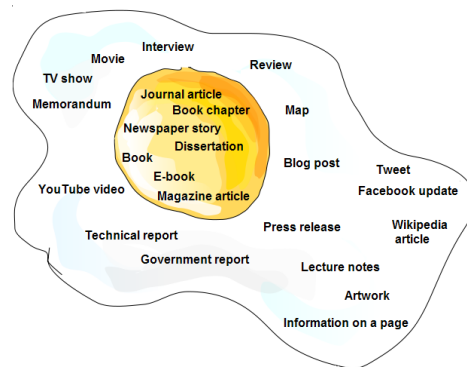 Interview
Movie
Review
TV show
Memorandum
Journal article
Book chapter
Map
Newspaper story
Dissertation
Book
Blog post
Tweet
E-book
YouTube video
Facebook update
Magazine article
Press release
Wikipedia
article
Technical report
Government report
Lecture notes
Artwork
Information on a page